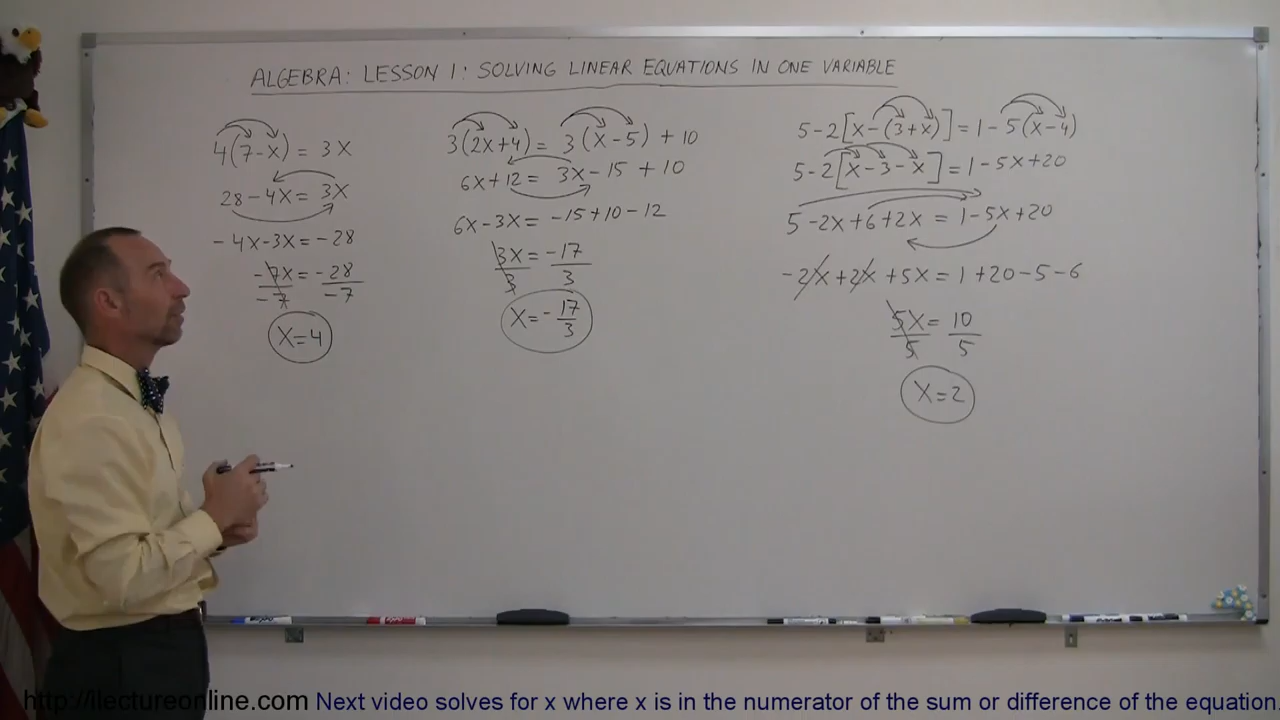 ALGEBRA: LESSON 1: SOLVING LINEAR EQUATIONS IN ONE VARIABLE
4(7-x) = 3x
28-4x = 3x
-4x-3x = -28
-7x/-7 = -28/-7
x=4
3(2x+4) = 3(x-5) + 10
6x+12 = 3x-15 + 10
6x-3x = -15+10-12
3x/3 = -17/3
x = -17/3
5-2[x-(3+x)] = 1-5(x-4)
5-2[x-3-x] = 1-5x+20
5-2x+6+2x = 1-5x+20
-2x+2x+5x = 1+20-5-6
5x/5 = 10/5
x=2
http://ilectureonline.com Next video solves for x where x is in the numerator of the sum or difference of the equation.